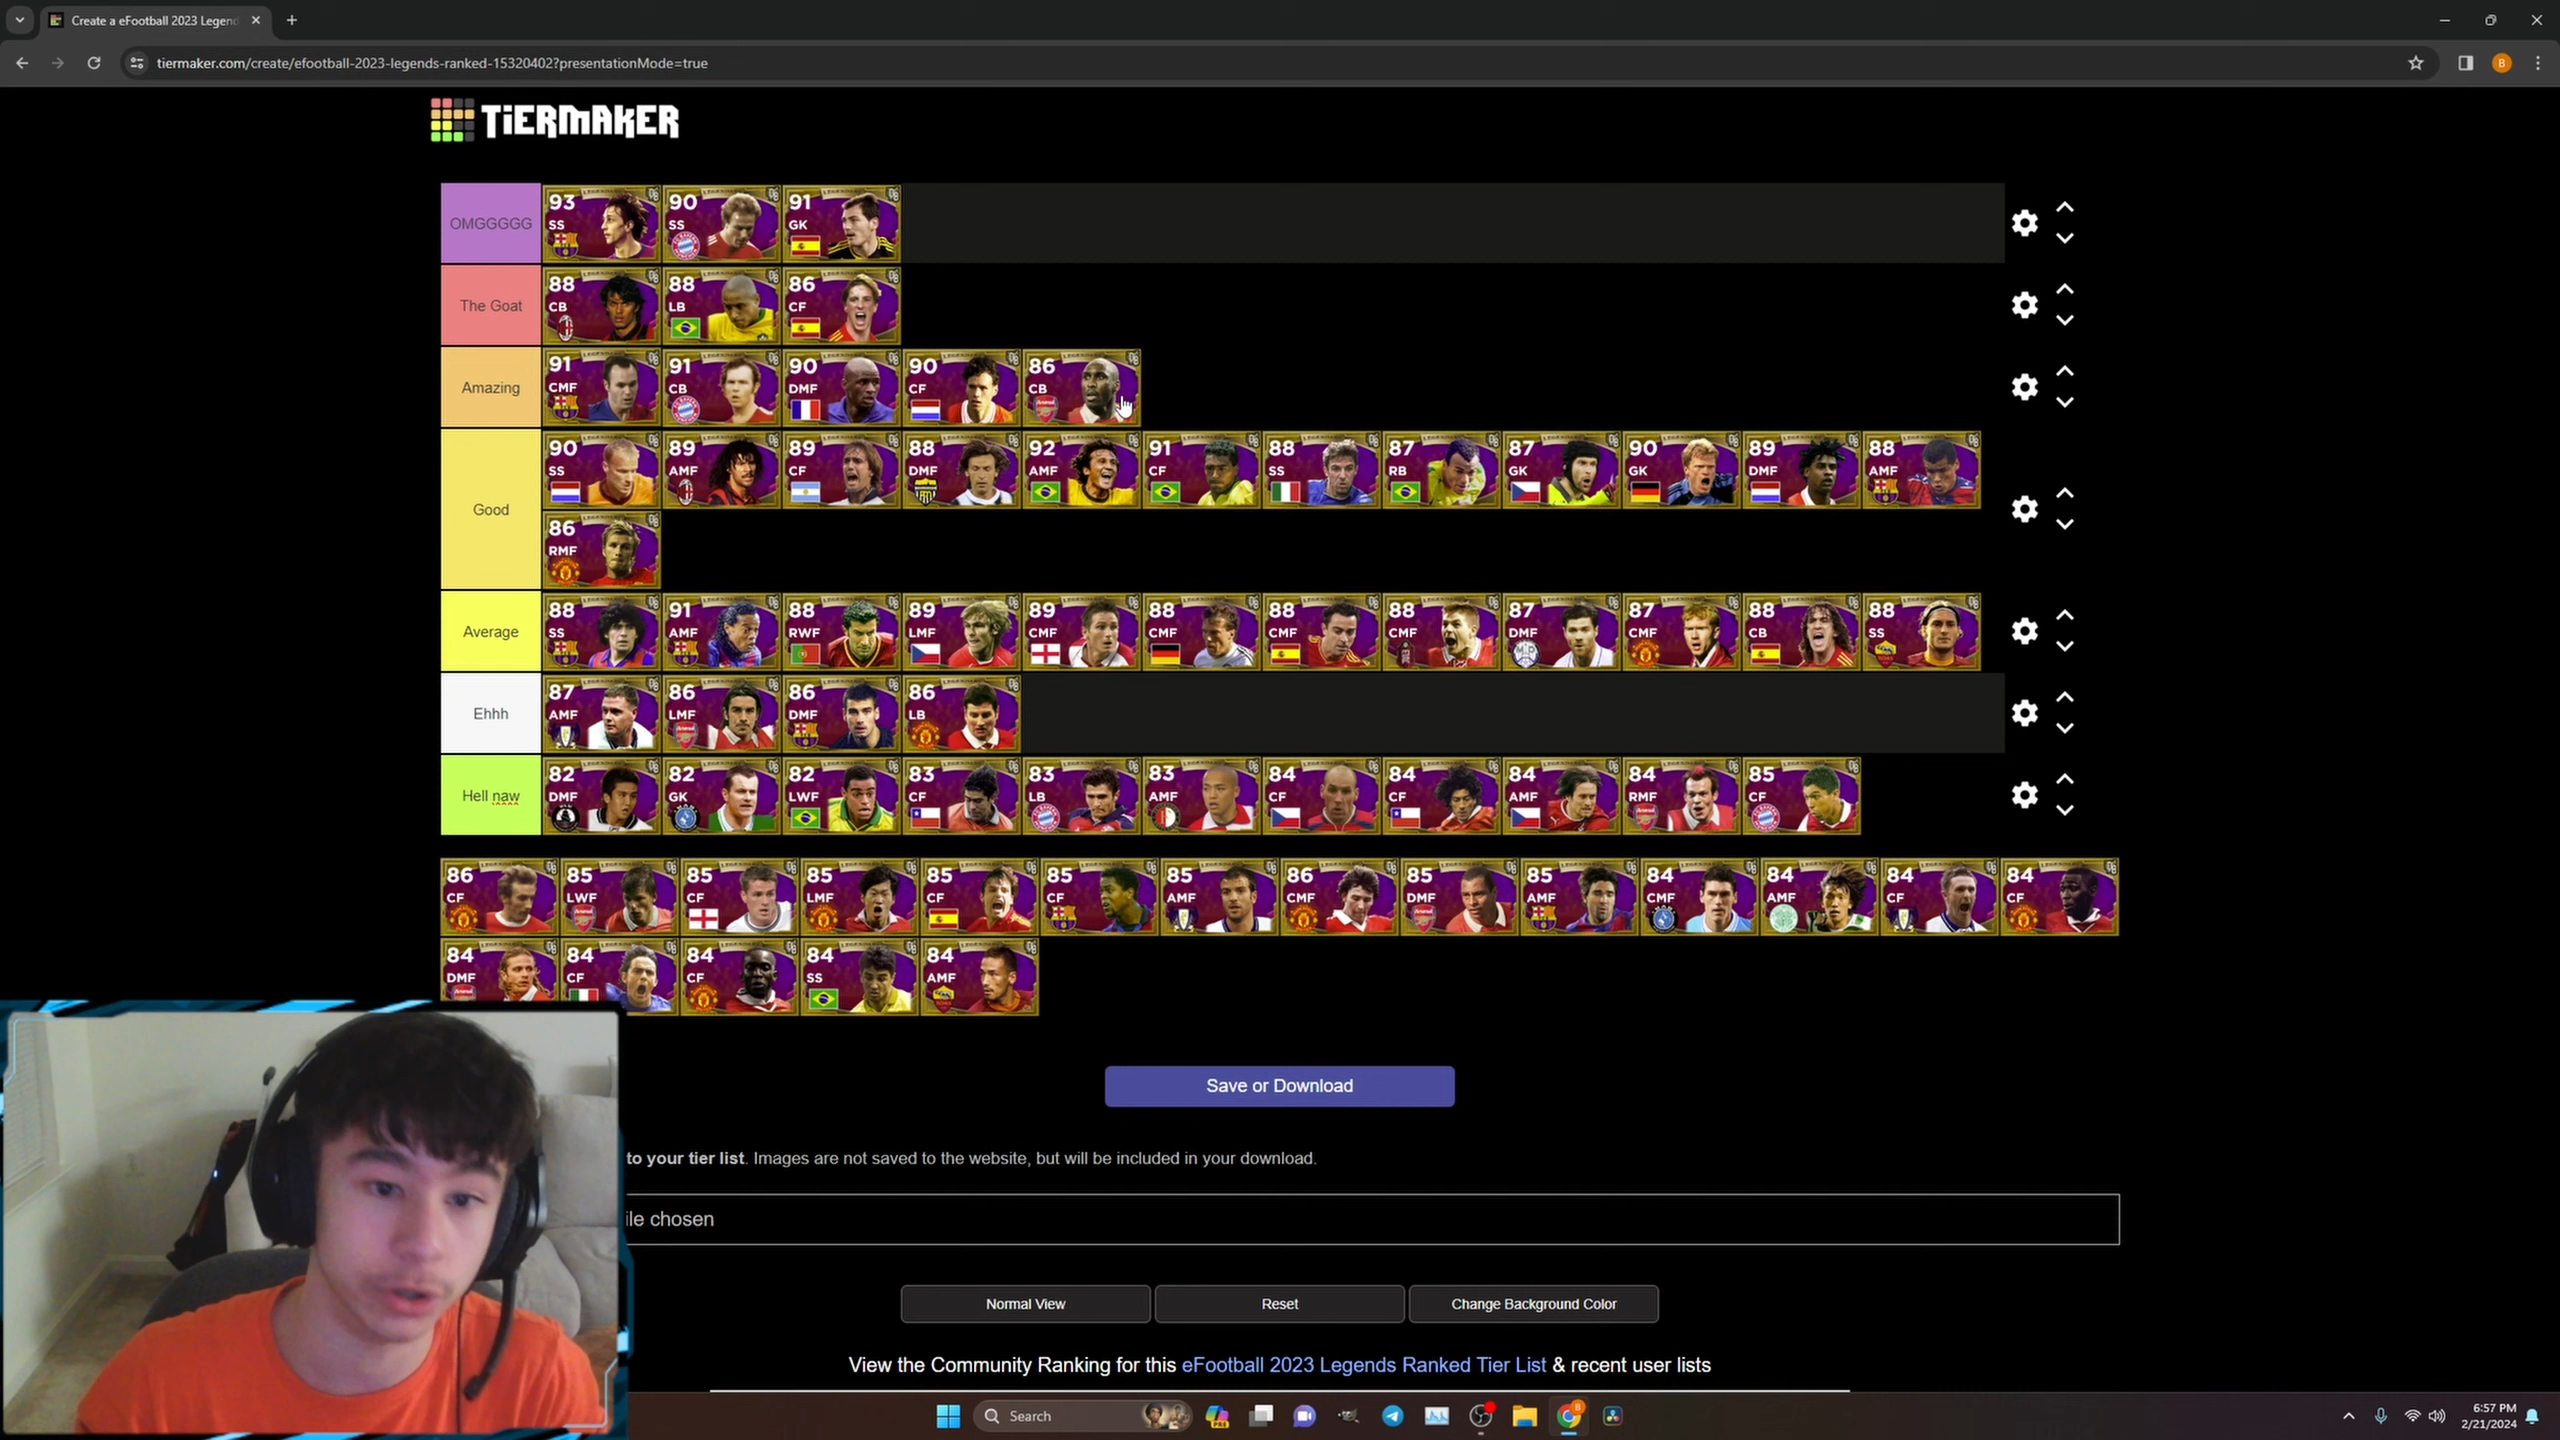 Create a eFootball 2023 Legend
tiermaker.com/create/efootball-2023-legends-ranked-15320402?presentationMode=true
B
TiERMAKER
OMGGGGG
93 SS
90 SS
91 GK
The Goat
88 CB
88 LB
86 CF
Amazing
91 CMF
91 CB
90 DMF
90 CF
86 CB
Good
90 SS
89 AMF
89 CF
88 DMF
92 AMF
91 CF
88 SS
87 RB
87 GK
90 GK
89 DMF
88 AMF
86 RMF
Average
88 SS
91 AMF
88 RWF
89 LMF
89 CMF
88 CMF
88 CMF
88 CMF
87 DMF
87 CMF
88 CB
88 SS
Ehhh
87 AMF
86 LMF
86 DMF
86 LB
Hell naw
82 DMF
82 GK
82 LWF
83 CF
83 LB
83 AMF
84 CF
84 CF
84 AMF
84 RMF
85 CF
86 CF
85 LWF
85 CF
85 LMF
85 CF
85 CF
85 AMF
86 CMF
85 DMF
85 AMF
84 CMF
84 AMF
84 CF
84 CF
84 DMF
84 CF
84 CF
84 SS
84 AMF
Save or Download
to your tier list. Images are not saved to the website, but will be included in your download.
ile chosen
Normal View
Reset
Change Background Color
View the Community Ranking for this eFootball 2023 Legends Ranked Tier List & recent user lists
Search
6:57 PM
2/21/2024